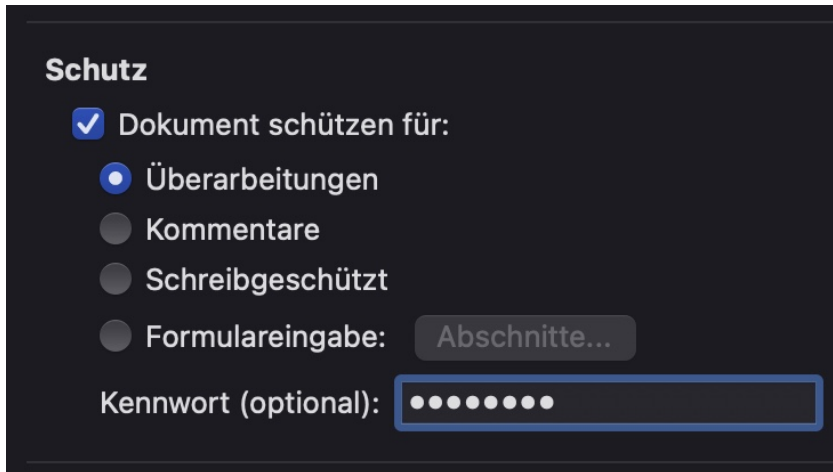 Schutz
Dokument schützen für:
Überarbeitungen
Kommentare
Schreibgeschützt
Formulareingabe: Abschnitte...
Kennwort (optional): ●●●●●●●●